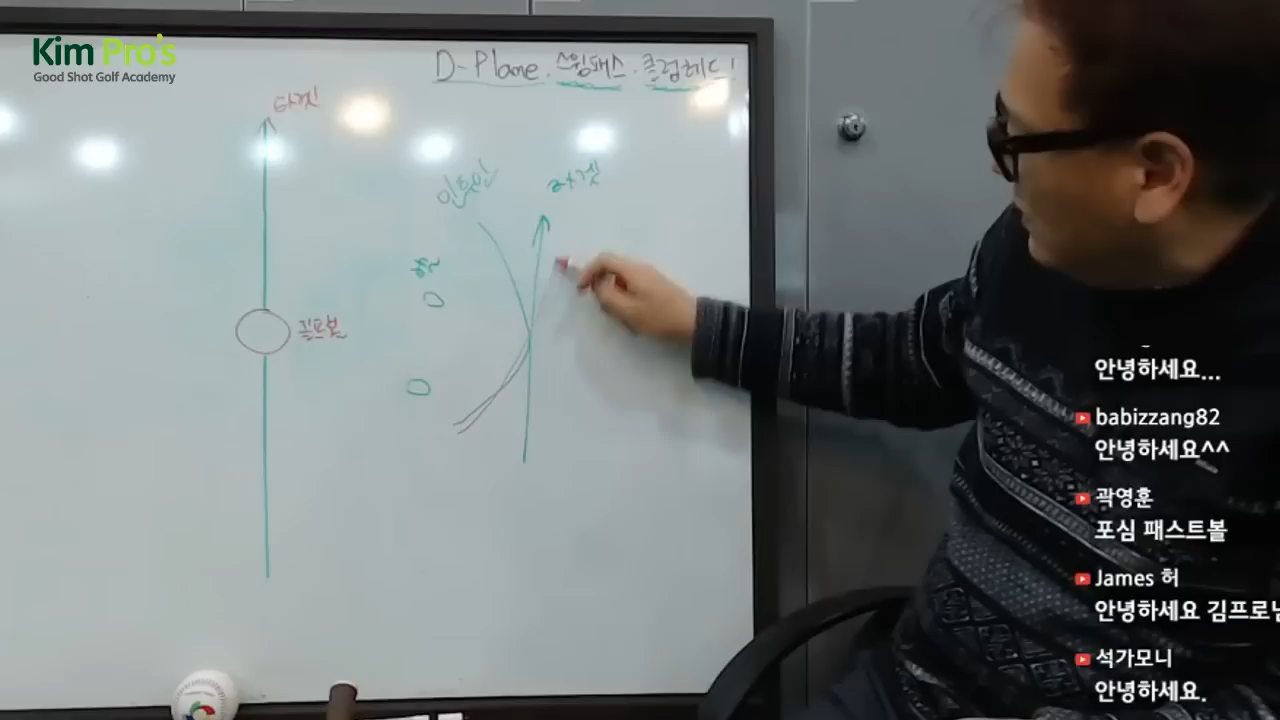 Kim Pro's
Good Shot Golf Academy
D-Plane. 스윙패스. 클럽헤드!
타겟
인투인
타겟
골프볼
안녕하세요...
babizzang82
안녕하세요^^
곽영훈
포심 패스트볼
James 허
안녕하세요 김프로님
석가모니
안녕하세요.